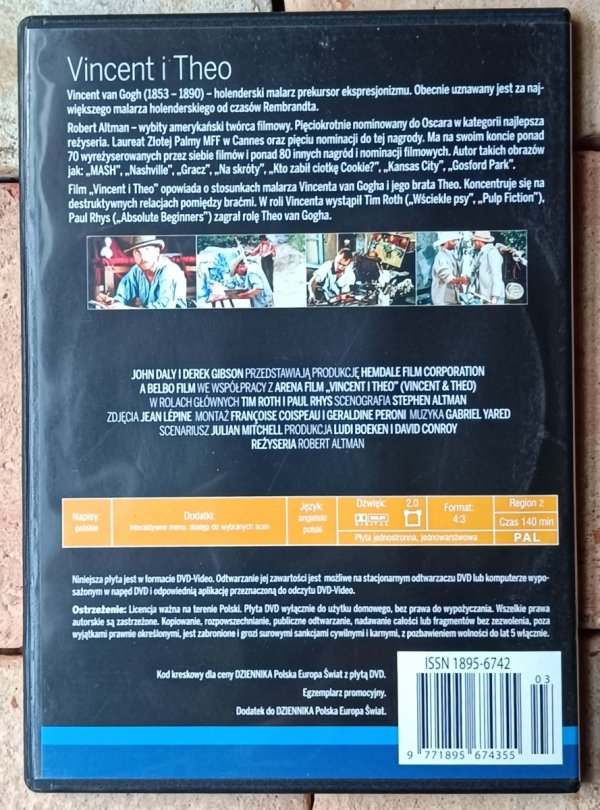 Vincent i Theo
Vincent van Gogh (1853 – 1890) – holenderski malarz prekursor ekspresjonizmu. Obecnie uznawany jest za naj-
większego malarza holenderskiego od czasów Rembrandta.
Robert Altman – wybity amerykański twórca filmowy. Pięciokrotnie nominowany do Oscara w kategorii najlepsza
reżyseria. Laureat Złotej Palmy MFF w Cannes oraz pięciu nominacji do tej nagrody. Ma na swoim koncie ponad
70 wyreżyserowanych przez siebie filmów i ponad 80 innych nagród i nominacji filmowych. Autor takich obrazów
jak: „MASH”, „Nashville”, „Gracz”, „Na skróty”, „Kto zabił ciotkę Cookie?”, „Kansas City”, „Gosford Park”.
Film „Vincent i Theo” opowiada o stosunkach malarza Vincenta van Gogha i jego brata Theo. Koncentruje się na
destruktywnych relacjach pomiędzy braćmi. W roli Vincenta wystąpił Tim Roth („Wściekłe psy”, „Pulp Fiction”),
Paul Rhys („Absolute Beginners”) zagrał rolę Theo van Gogha.
JOHN DALY I DEREK GIBSON PRZEDSTAWIAJĄ PRODUKCJĘ HEMDALE FILM CORPORATION
A BELBO FILM WE WSPÓŁPRACY Z ARENA FILM „VINCENT I THEO” (VINCENT & THEO)
W ROLACH GŁÓWNYCH TIM ROTH I PAUL RHYS SCENOGRAFIA STEPHEN ALTMAN
ZDJĘCIA JEAN LÉPINE MONTAŻ FRANÇOISE COISPEAU I GERALDINE PERONI MUZYKA GABRIEL YARED
SCENARIUSZ JULIAN MITCHELL PRODUKCJA LUDI BOEKEN I DAVID CONROY
REŻYSERIA ROBERT ALTMAN
Napisy:
polskie
Dodatki:
interaktywne menu, dostęp do wybranych scen
Język:
angielski
polski
Dźwięk: 2.0
DOLBY
DIGITAL
Format:
4:3
Płyta jednostronna, jednowarstwowa
Region 2
Czas 140 min
PAL
Niniejsza płyta jest w formacie DVD-Video. Odtwarzanie jej zawartości jest możliwe na stacjonarnym odtwarzaczu DVD lub komputerze wypo-
sażonym w napęd DVD i odpowiednią aplikację przeznaczoną do odczytu DVD-Video.
Ostrzeżenie: Licencja ważna na terenie Polski. Płyta DVD wyłącznie do użytku domowego, bez prawa do wypożyczania. Wszelkie prawa
autorskie są zastrzeżone. Kopiowanie, rozpowszechnianie, publiczne odtwarzanie, nadawanie całości lub fragmentów bez zezwolenia, poza
wyjątkami prawnie określonymi, jest zabronione i grozi surowymi sankcjami cywilnymi i karnymi, z pozbawieniem wolności do lat 5 włącznie.
Kod kreskowy dla ceny DZIENNIKA Polska Europa Świat z płytą DVD.
Egzemplarz promocyjny.
Dodatek do DZIENNIKA Polska Europa Świat.
ISSN 1895-6742
03
9 771895 674355